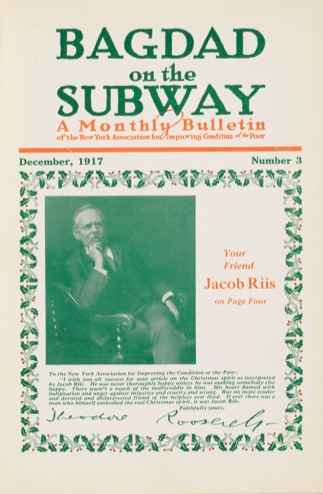 BAGDAD
on the
SUBWAY
A Monthly Bulletin
of the New York Association for Improving Condition of the Poor
December, 1917 Number 3
Your
Friend
Jacob Riis
on Page Four
To the New York Association for Improving the Condition of the Poor:
"I wish you all success for your article on the Christmas spirit as interpreted
by Jacob Riis. He was never thoroughly happy unless he was making somebody else
happy. There wasn't a touch of the mollycoddle in him. His heart flamed with
indignation and anger against injustice and cruelty and wrong. But no more tender
and devoted and disinterested friend of the helpless ever lived. If ever there was a
man who himself embodied the real Christmas spirit, it was Jacob Riis.
Faithfully yours,
Theodore Roosevelt